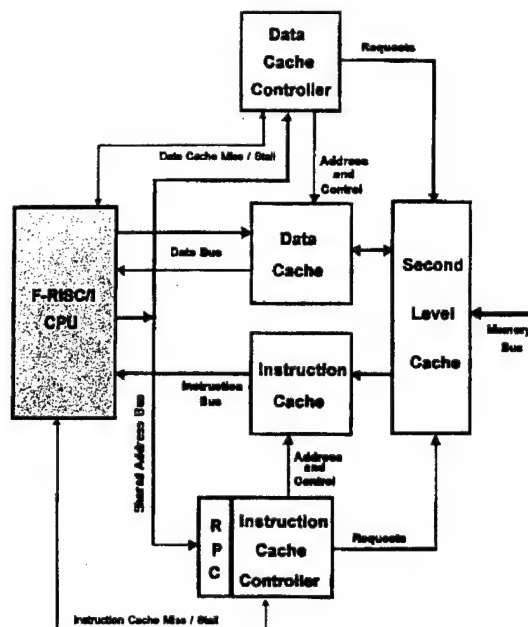 Data
Cache
Controller
Requests
Data Cache Miss / Stall
Address
and
Control
Data
Cache
Data Bus
F-RISC/I
CPU
Second
Level
Cache
Memory
Bus
Instruction
Cache
Instruction
Bus
Shared Address Bus
Address
and
Control
R
P
C
Instruction
Cache
Controller
Requests
Instruction Cache Miss / Stall